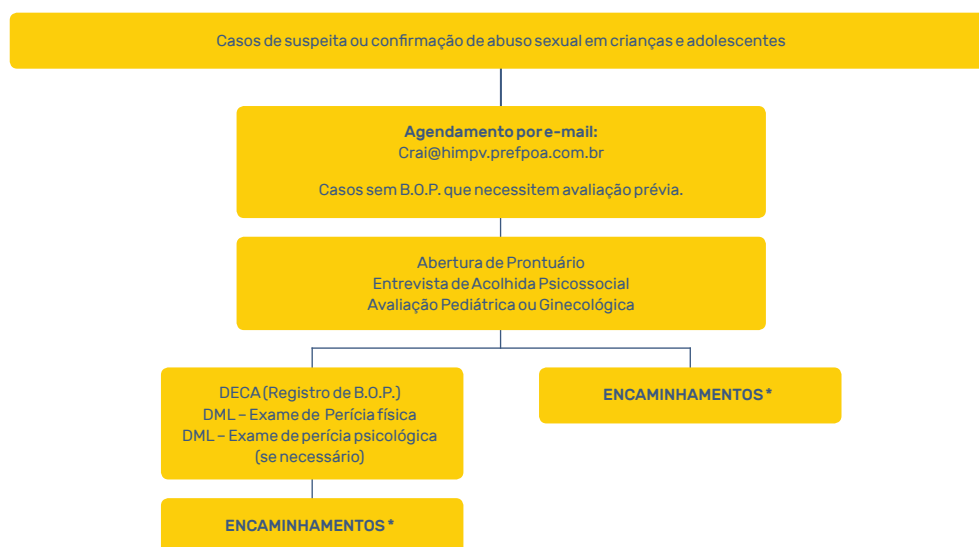 Casos de suspeita ou confirmação de abuso sexual em crianças e adolescentes
Agendamento por e-mail:
Crai@himpv.prefpoa.com.br
Casos sem B.O.P. que necessitem avaliação prévia.
Abertura de Prontuário
Entrevista de Acolhida Psicossocial
Avaliação Pediátrica ou Ginecológica
DECA (Registro de B.O.P.)
DML – Exame de Perícia física
DML – Exame de perícia psicológica
(se necessário)
ENCAMINHAMENTOS *
ENCAMINHAMENTOS *